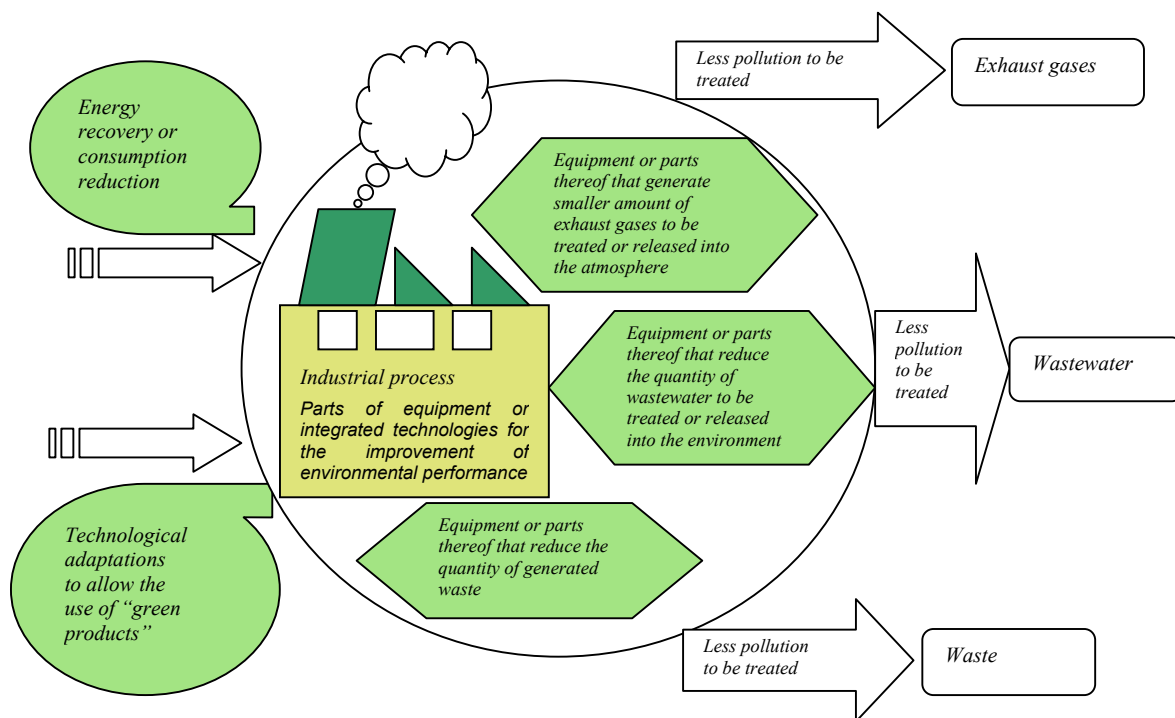 Energy
recovery or
consumption
reduction
Less pollution to be
treated
Exhaust gases
Equipment or parts
thereof that generate
smaller amount of
exhaust gases to be
treated or released into
the atmosphere
Industrial process
Parts of equipment or
integrated technologies for
the improvement of
environmental performance
Equipment or parts
thereof that reduce
the quantity of
wastewater to be
treated or released
into the environment
Less
pollution
to be
treated
Wastewater
Technological
adaptations
to allow the
use of “green
products”
Equipment or parts
thereof that reduce the
quantity of generated
waste
Less pollution
to be treated
Waste